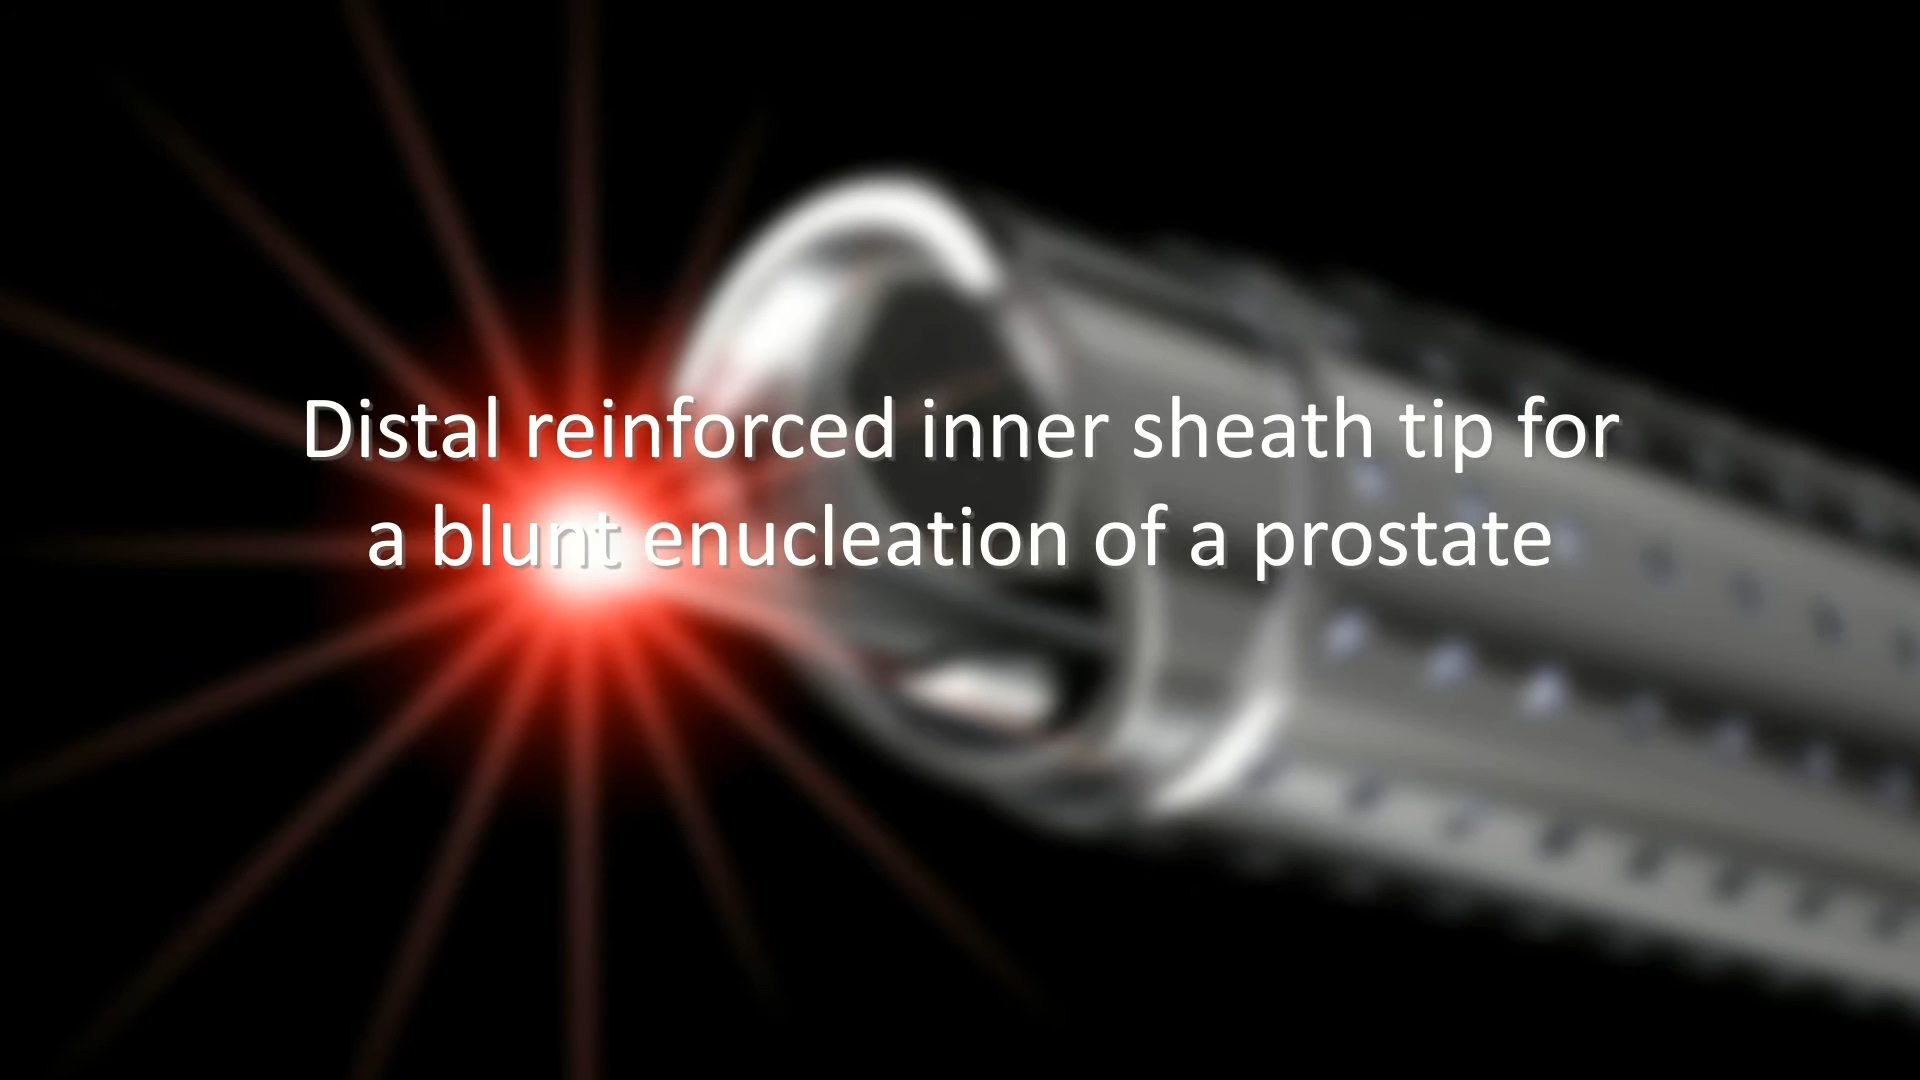 Distal reinforced inner sheath tip for
a blunt enucleation of a prostate